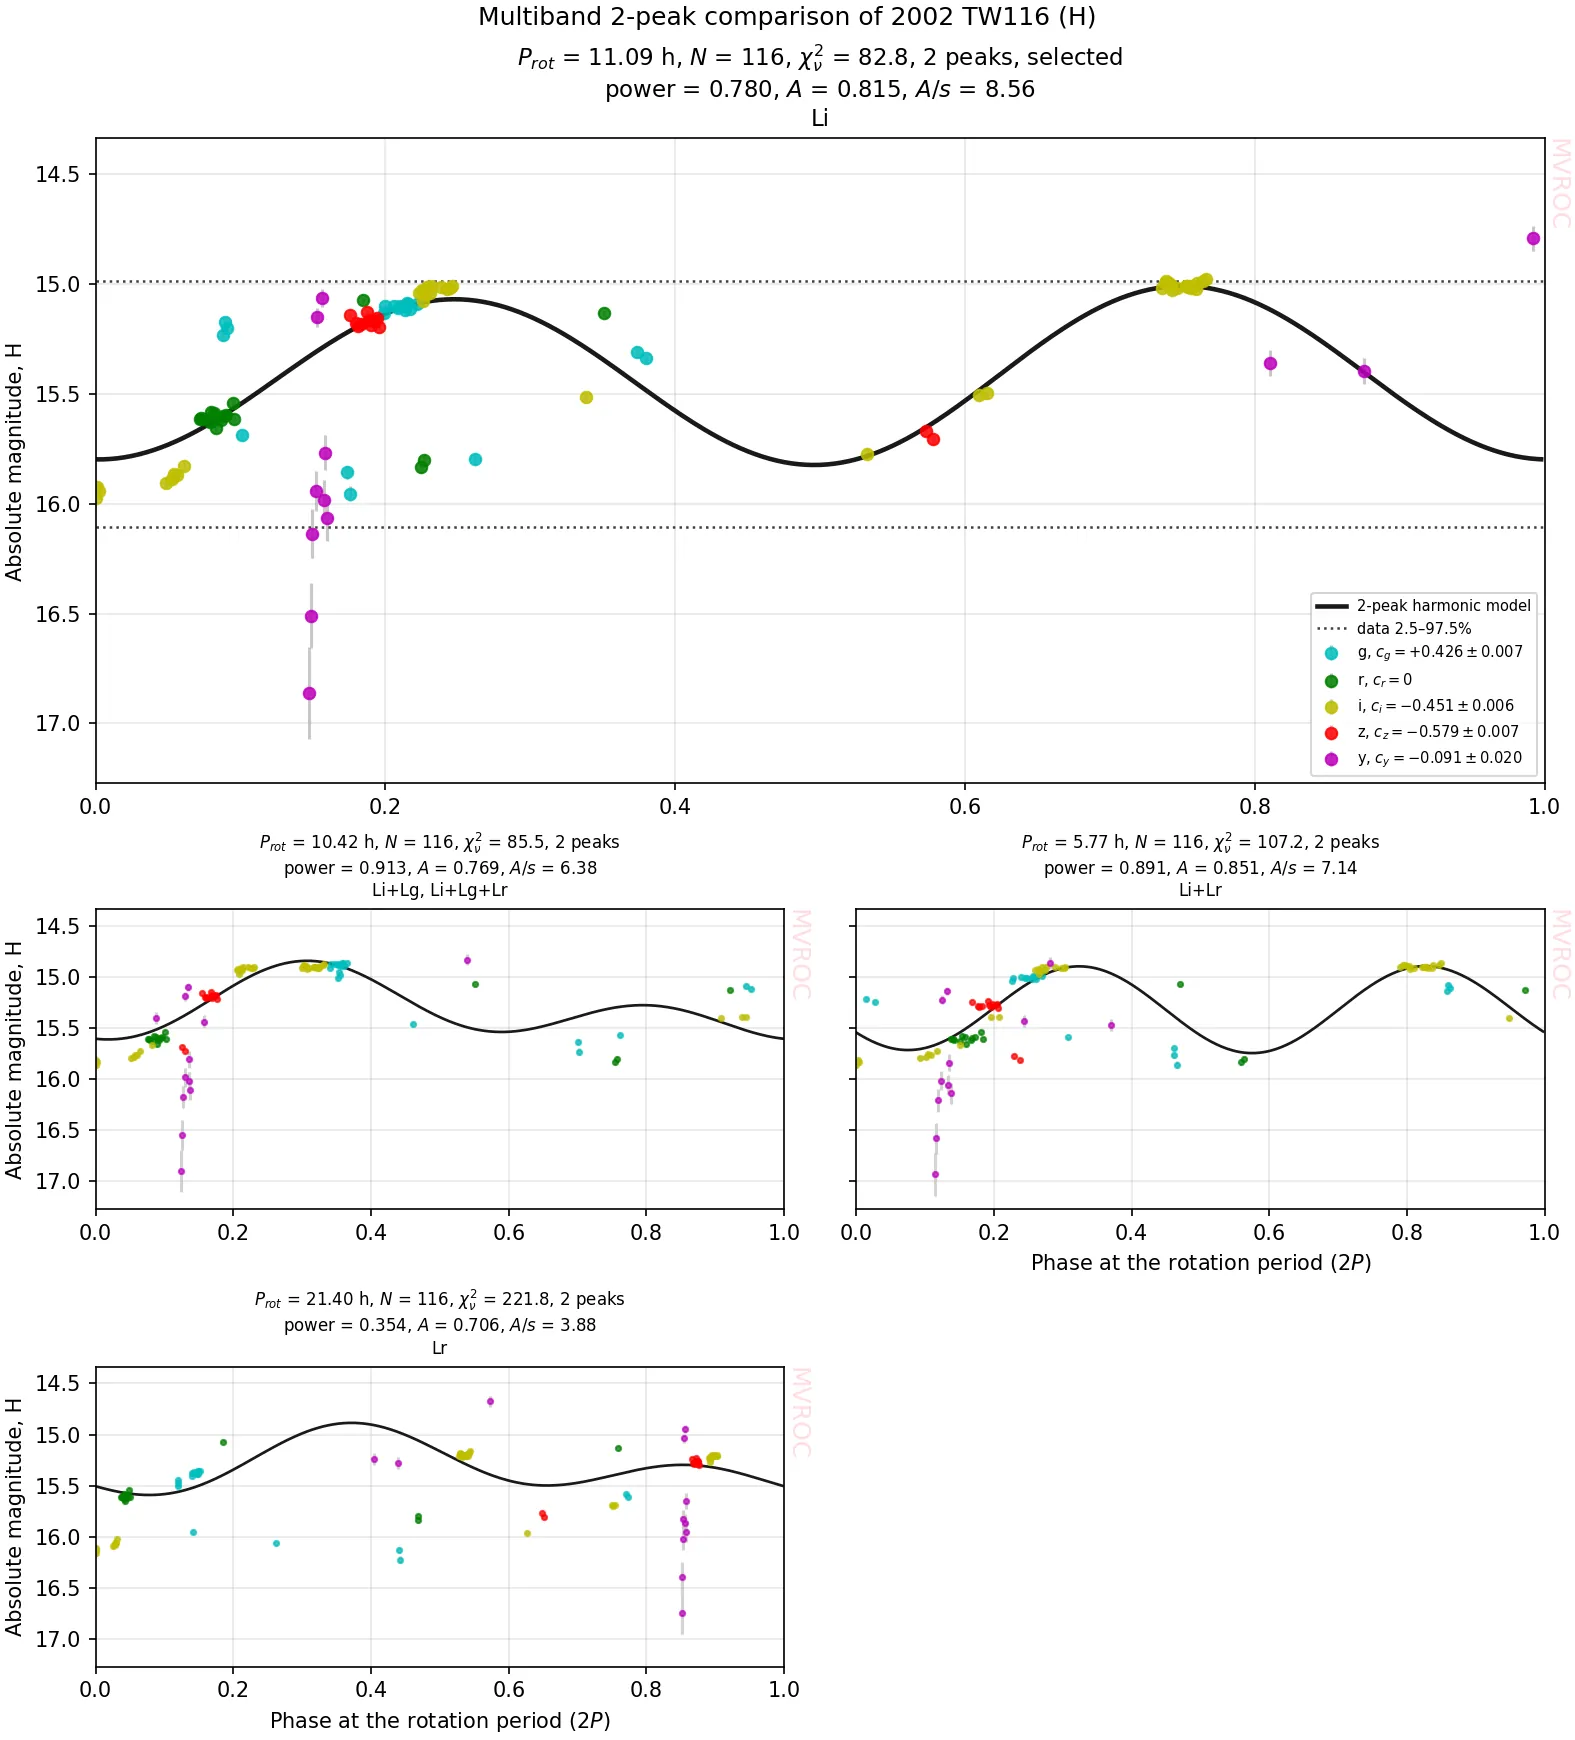 Multiband 2-peak comparison of 2002 TW116 (H)
P_rot = 11.09 h, N = 116, χ²_ν = 82.8, 2 peaks, selected
power = 0.780, A = 0.815, A/s = 8.56
Li
MVROC
Absolute magnitude, H
14.5
15.0
15.5
16.0
16.5
17.0
2-peak harmonic model
data 2.5–97.5%
g, c_g = +0.426 ± 0.007
r, c_r = 0
i, c_i = −0.451 ± 0.006
z, c_z = −0.579 ± 0.007
y, c_y = −0.091 ± 0.020
0.0 0.2 0.4 0.6 0.8 1.0
P_rot = 10.42 h, N = 116, χ²_ν = 85.5, 2 peaks
power = 0.913, A = 0.769, A/s = 6.38
Li+Lg, Li+Lg+Lr
MVROC
Absolute magnitude, H
14.5
15.0
15.5
16.0
16.5
17.0
0.0 0.2 0.4 0.6 0.8 1.0
P_rot = 5.77 h, N = 116, χ²_ν = 107.2, 2 peaks
power = 0.891, A = 0.851, A/s = 7.14
Li+Lr
MVROC
0.0 0.2 0.4 0.6 0.8 1.0
Phase at the rotation period (2P)
P_rot = 21.40 h, N = 116, χ²_ν = 221.8, 2 peaks
power = 0.354, A = 0.706, A/s = 3.88
Lr
MVROC
Absolute magnitude, H
14.5
15.0
15.5
16.0
16.5
17.0
0.0 0.2 0.4 0.6 0.8 1.0
Phase at the rotation period (2P)